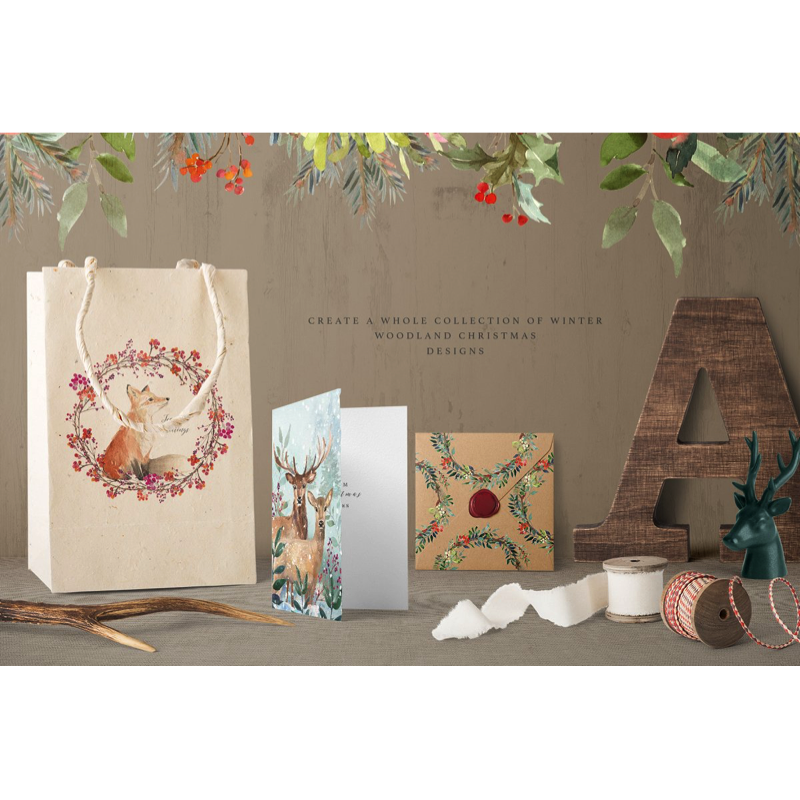 CREATE A WHOLE COLLECTION OF WINTER
WOODLAND CHRISTMAS
DESIGNS
A